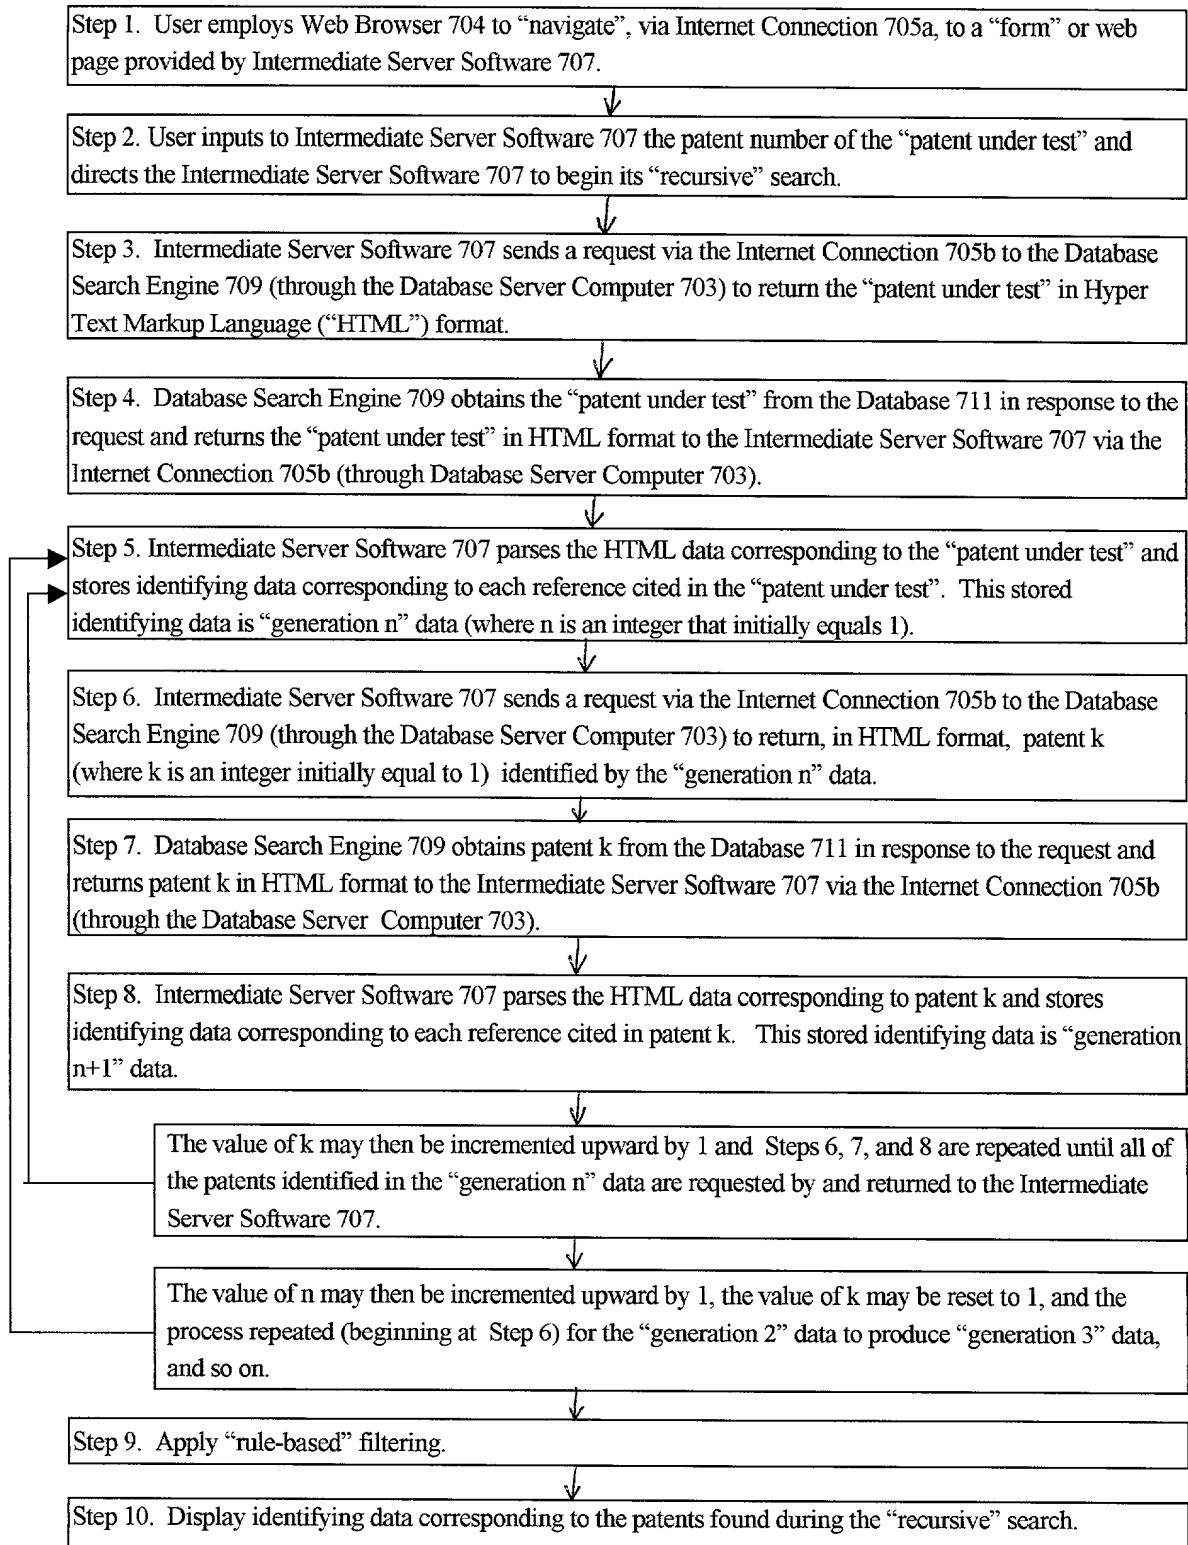 Step 1. User employs Web Browser 704 to “navigate”, via Internet Connection 705a, to a “form” or web
page provided by Intermediate Server Software 707.
Step 2. User inputs to Intermediate Server Software 707 the patent number of the “patent under test” and
directs the Intermediate Server Software 707 to begin its “recursive” search.
Step 3. Intermediate Server Software 707 sends a request via the Internet Connection 705b to the Database
Search Engine 709 (through the Database Server Computer 703) to return the “patent under test” in Hyper
Text Markup Language (“HTML”) format.
Step 4. Database Search Engine 709 obtains the “patent under test” from the Database 711 in response to the
request and returns the “patent under test” in HTML format to the Intermediate Server Software 707 via the
Internet Connection 705b (through Database Server Computer 703).
Step 5. Intermediate Server Software 707 parses the HTML data corresponding to the “patent under test” and
stores identifying data corresponding to each reference cited in the “patent under test”. This stored
identifying data is “generation n” data (where n is an integer that initially equals 1).
Step 6. Intermediate Server Software 707 sends a request via the Internet Connection 705b to the Database
Search Engine 709 (through the Database Server Computer 703) to return, in HTML format, patent k
(where k is an integer initially equal to 1) identified by the “generation n” data.
Step 7. Database Search Engine 709 obtains patent k from the Database 711 in response to the request and
returns patent k in HTML format to the Intermediate Server Software 707 via the Internet Connection 705b
(through the Database Server Computer 703).
Step 8. Intermediate Server Software 707 parses the HTML data corresponding to patent k and stores
identifying data corresponding to each reference cited in patent k. This stored identifying data is “generation
n+1” data.
The value of k may then be incremented upward by 1 and Steps 6, 7, and 8 are repeated until all of
the patents identified in the “generation n” data are requested by and returned to the Intermediate
Server Software 707.
The value of n may then be incremented upward by 1, the value of k may be reset to 1, and the
process repeated (beginning at Step 6) for the “generation 2” data to produce “generation 3” data,
and so on.
Step 9. Apply “rule-based” filtering.
Step 10. Display identifying data corresponding to the patents found during the “recursive” search.